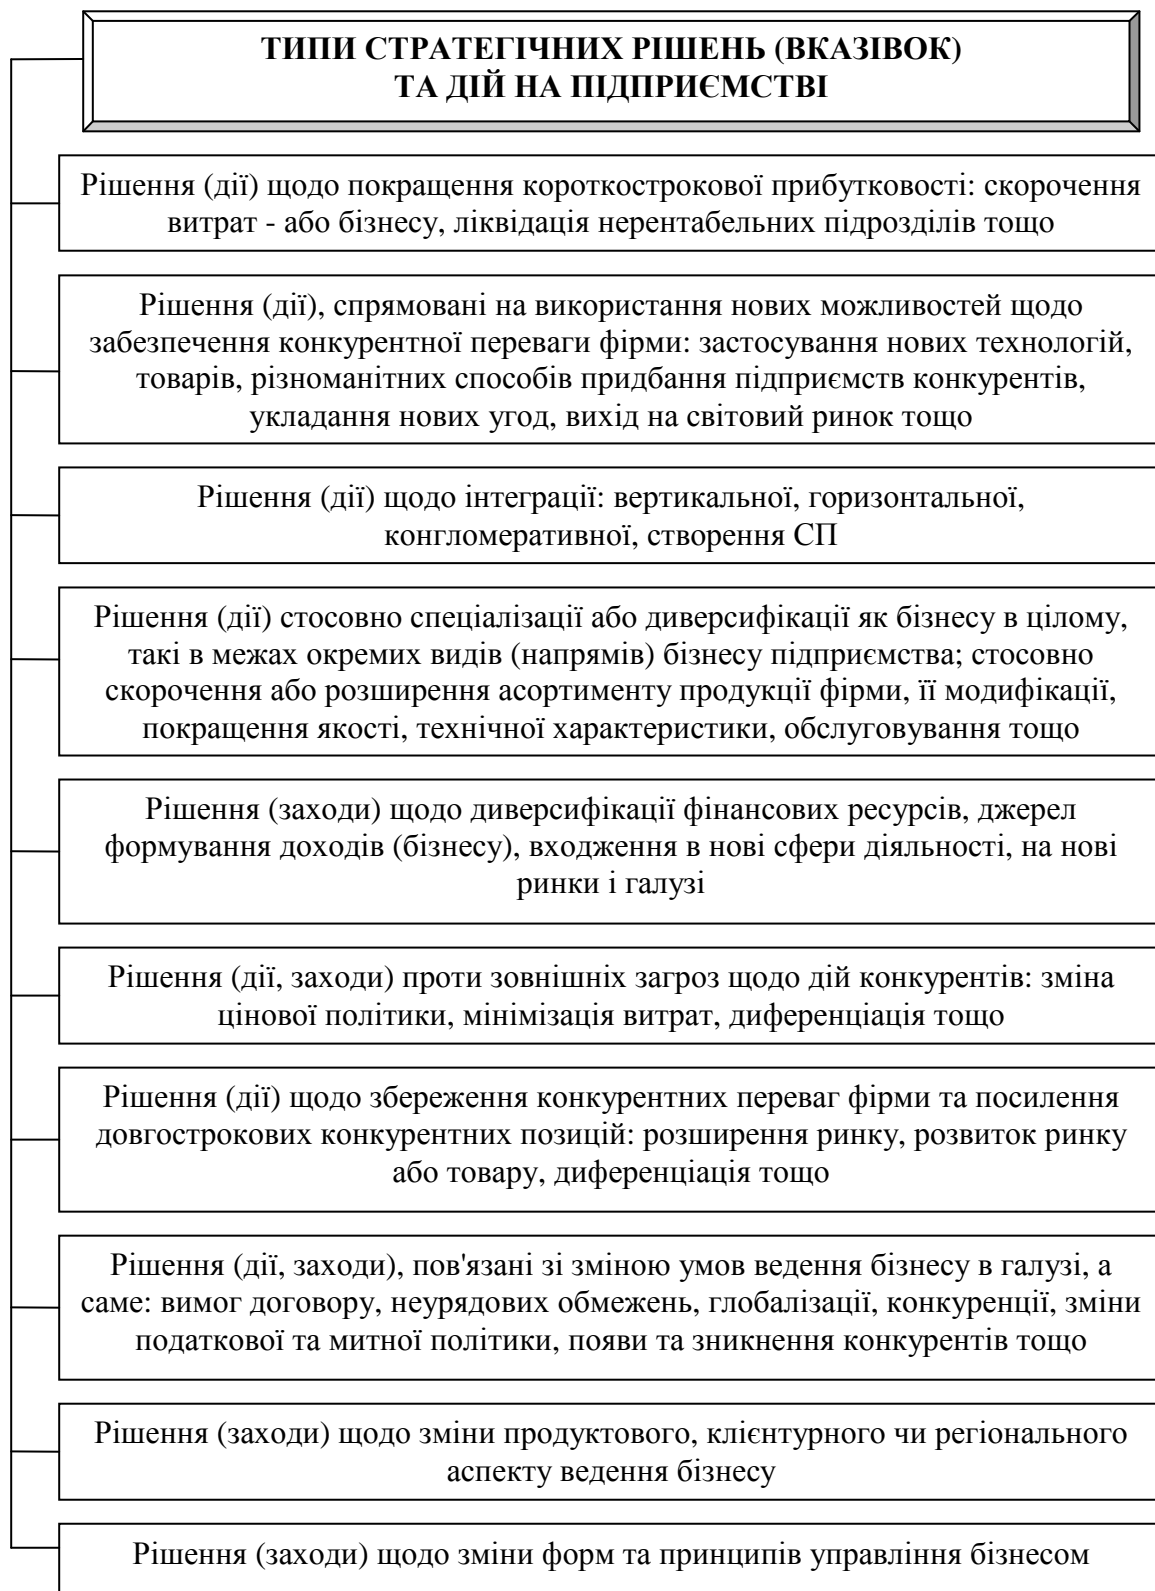 ТИПИ СТРАТЕГІЧНИХ РІШЕНЬ (ВКАЗІВОК)
ТА ДІЙ НА ПІДПРИЄМСТВІ
Рішення (дії) щодо покращення короткострокової прибутковості: скорочення
витрат - або бізнесу, ліквідація нерентабельних підрозділів тощо
Рішення (дії), спрямовані на використання нових можливостей щодо
забезпечення конкурентної переваги фірми: застосування нових технологій,
товарів, різноманітних способів придбання підприємств конкурентів,
укладання нових угод, вихід на світовий ринок тощо
Рішення (дії) щодо інтеграції: вертикальної, горизонтальної,
конгломеративної, створення СП
Рішення (дії) стосовно спеціалізації або диверсифікації як бізнесу в цілому,
такі в межах окремих видів (напрямів) бізнесу підприємства; стосовно
скорочення або розширення асортименту продукції фірми, її модифікації,
покращення якості, технічної характеристики, обслуговування тощо
Рішення (заходи) щодо диверсифікації фінансових ресурсів, джерел
формування доходів (бізнесу), входження в нові сфери діяльності, на нові
ринки і галузі
Рішення (дії, заходи) проти зовнішніх загроз щодо дій конкурентів: зміна
цінової політики, мінімізація витрат, диференціація тощо
Рішення (дії) щодо збереження конкурентних переваг фірми та посилення
довгострокових конкурентних позицій: розширення ринку, розвиток ринку
або товару, диференціація тощо
Рішення (дії, заходи), пов'язані зі зміною умов ведення бізнесу в галузі, а
саме: вимог договору, неурядових обмежень, глобалізації, конкуренції, зміни
податкової та митної політики, появи та зникнення конкурентів тощо
Рішення (заходи) щодо зміни продуктового, клієнтурного чи регіонального
аспекту ведення бізнесу
Рішення (заходи) щодо зміни форм та принципів управління бізнесом